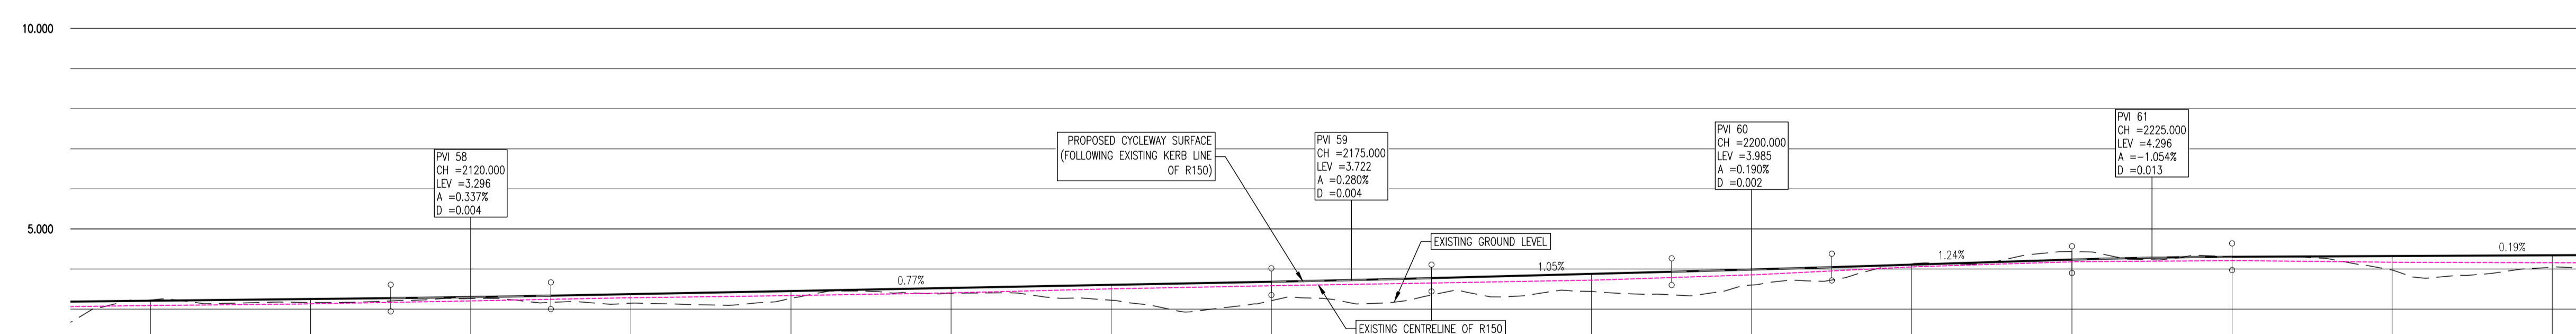 10.000
PROPOSED CYCLEWAY SURFACE
(FOLLOWING EXISTING KERB LINE
OF R150)
PVI 58
CH =2120.000
LEV =3.296
A =0.337%
D =0.004
PVI 59
CH =2175.000
LEV =3.722
A =0.280%
D =0.004
PVI 60
CH =2200.000
LEV =3.985
A =0.190%
D =0.002
PVI 61
CH =2225.000
LEV =4.296
A =-1.054%
D =0.013
5.000
EXISTING GROUND LEVEL
0.77%
1.05%
1.24%
0.19%
EXISTING CENTRELINE OF R150